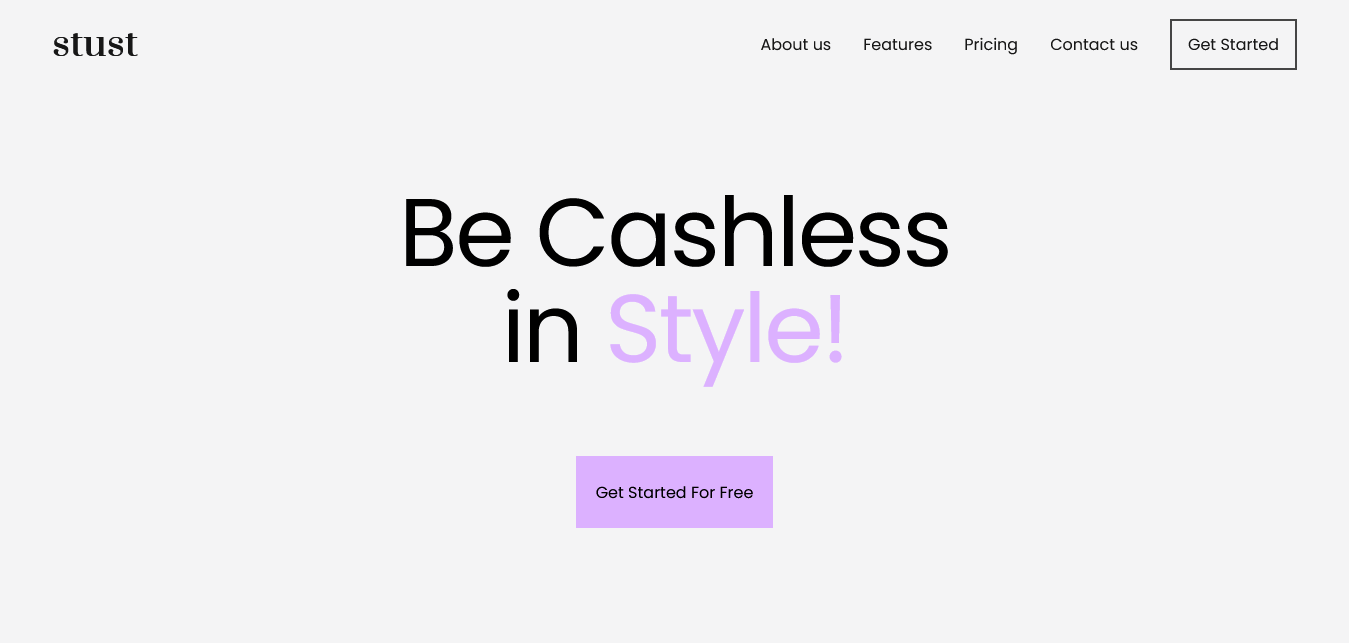 stust
About us
Features
Pricing
Contact us
Get Started
Be Cashless
in Style!
Get Started For Free